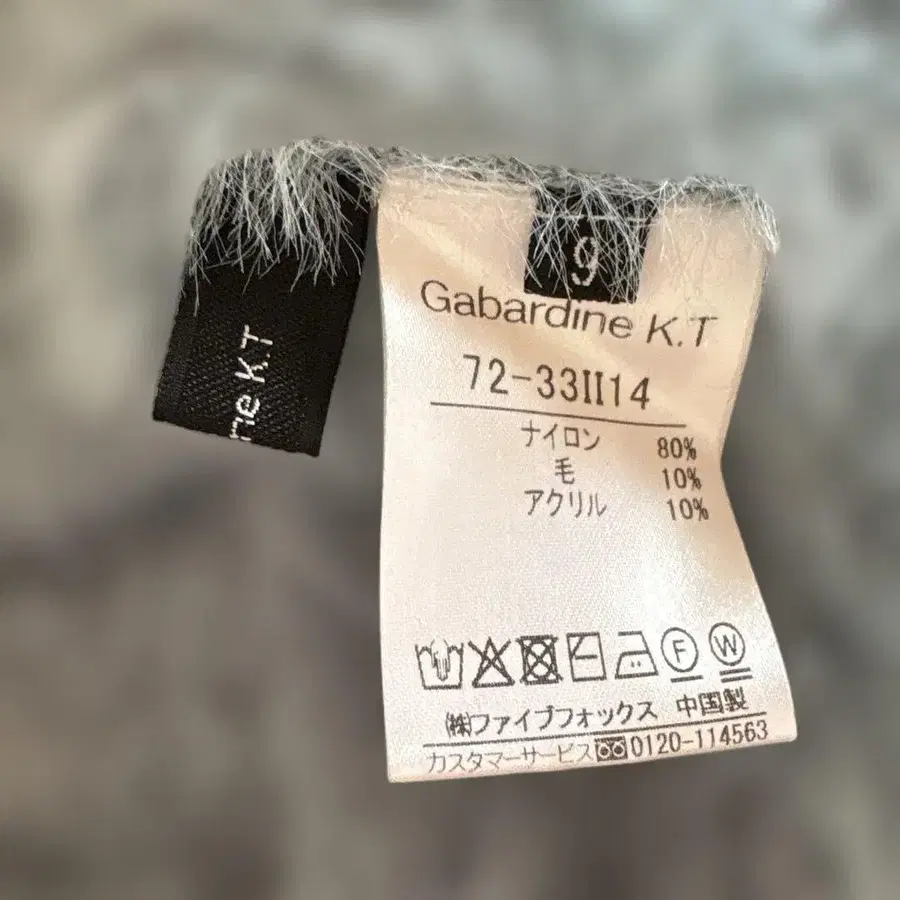 ne K.T
9
Gabardine K.T
72-33II14
ナイロン 80%
毛 10%
アクリル 10%
F W
㈱ファイブフォックス 中国製
カスタマーサービス 0120-114563